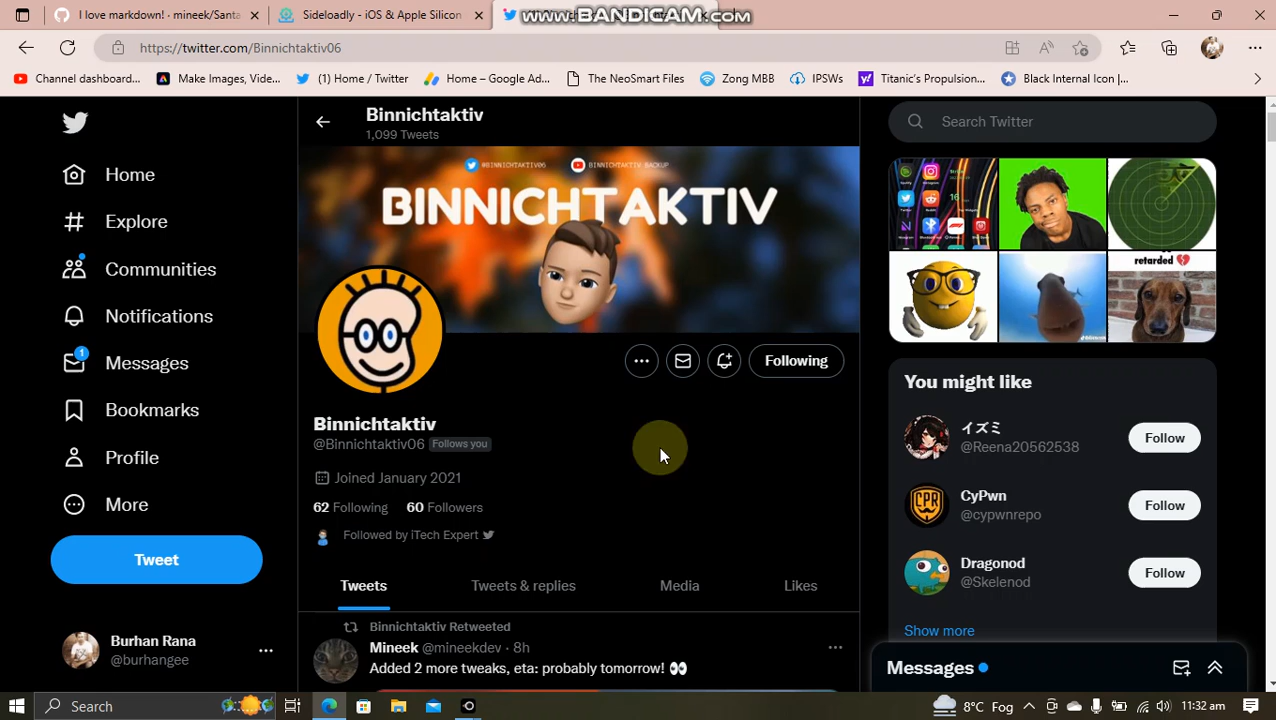 I love markdown! · mineek/Santa
Sideloadly - iOS & Apple Silicon
www.BANDICAM.com
https://twitter.com/Binnichtaktiv06
Channel dashboard...
Make Images, Vide...
(1) Home / Twitter
Home – Google Ad...
The NeoSmart Files
Zong MBB
IPSWs
Titanic's Propulsion...
Black Internal Icon |...
Home
Explore
Communities
Notifications
1
Messages
Bookmarks
Profile
More
Tweet
Burhan Rana
@burhangee
Binnichtaktiv
1,099 Tweets
@BINNICHTAKTIV06
BINNICHTAKTIV BACKUP
BINNICHTAKTIV
Following
Binnichtaktiv
@Binnichtaktiv06 Follows you
Joined January 2021
62 Following 60 Followers
Followed by iTech Expert
Tweets
Tweets & replies
Media
Likes
Binnichtaktiv Retweeted
Mineek @mineekdev · 8h
Added 2 more tweaks, eta: probably tomorrow! 👀
Search Twitter
retarded 💔
You might like
イズミ
@Reena20562538
Follow
CyPwn
@cypwnrepo
Follow
Dragonod
@Skelenod
Follow
Show more
Messages
Search
8°C Fog
11:32 am